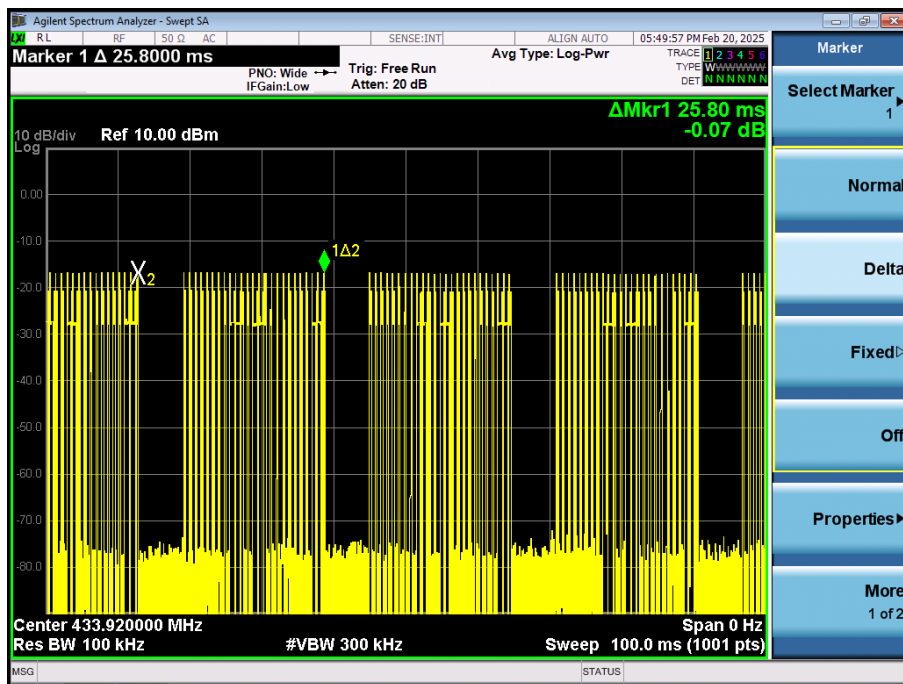 Agilent Spectrum Analyzer - Swept SA
LXI RL RF 50 Ω AC SENSE:INT ALIGN AUTO 05:49:57 PM Feb 20, 2025
Marker 1 Δ 25.8000 ms
PNO: Wide
IFGain:Low
Trig: Free Run
Atten: 20 dB
Avg Type: Log-Pwr
TRACE 1 2 3 4 5 6
TYPE WWWWWWW
DET N N N N N N
ΔMkr1 25.80 ms
-0.07 dB
10 dB/div Ref 10.00 dBm
Log
0.00
-10.0
1Δ2
X2
-20.0
-30.0
-40.0
-50.0
-60.0
-70.0
-80.0
Center 433.920000 MHz Span 0 Hz
Res BW 100 kHz #VBW 300 kHz Sweep 100.0 ms (1001 pts)
MSG STATUS
Marker
Select Marker
1
Normal
Delta
Fixed
Off
Properties
More
1 of 2